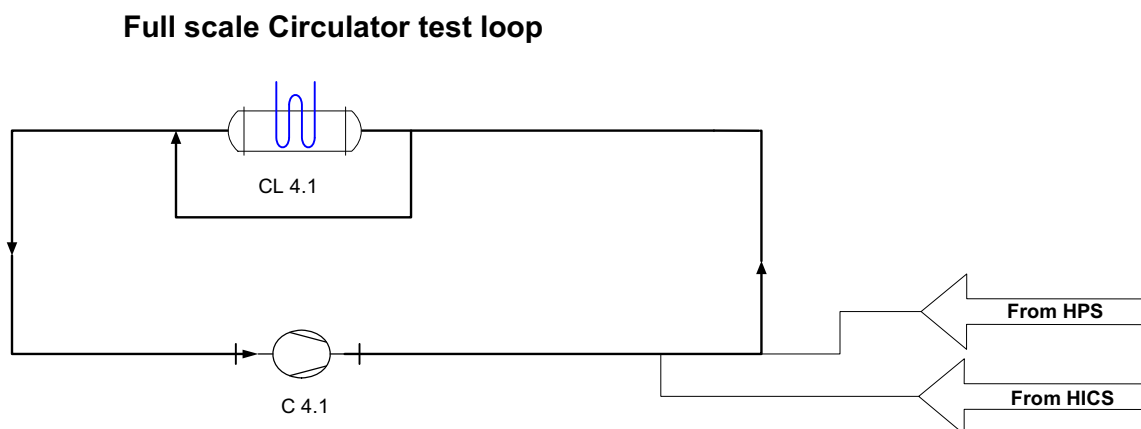 Full scale Circulator test loop
CL 4.1
From HPS
From HICS
C 4.1